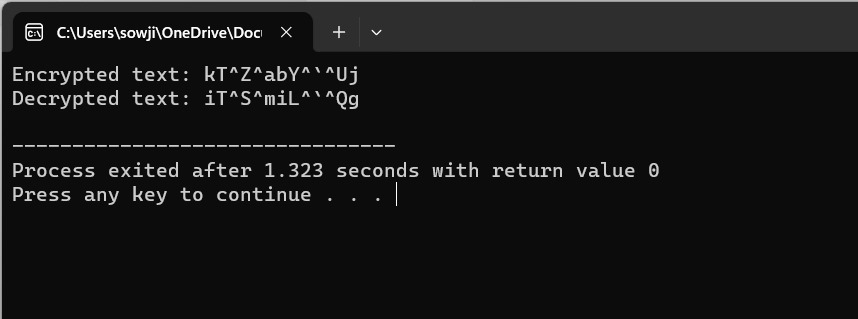 C:\Users\sowji\OneDrive\Doc
Encrypted text: kT^Z^abY^`^Uj
Decrypted text: iT^S^miL^`^Qg
--------------------------------
Process exited after 1.323 seconds with return value 0
Press any key to continue . . .